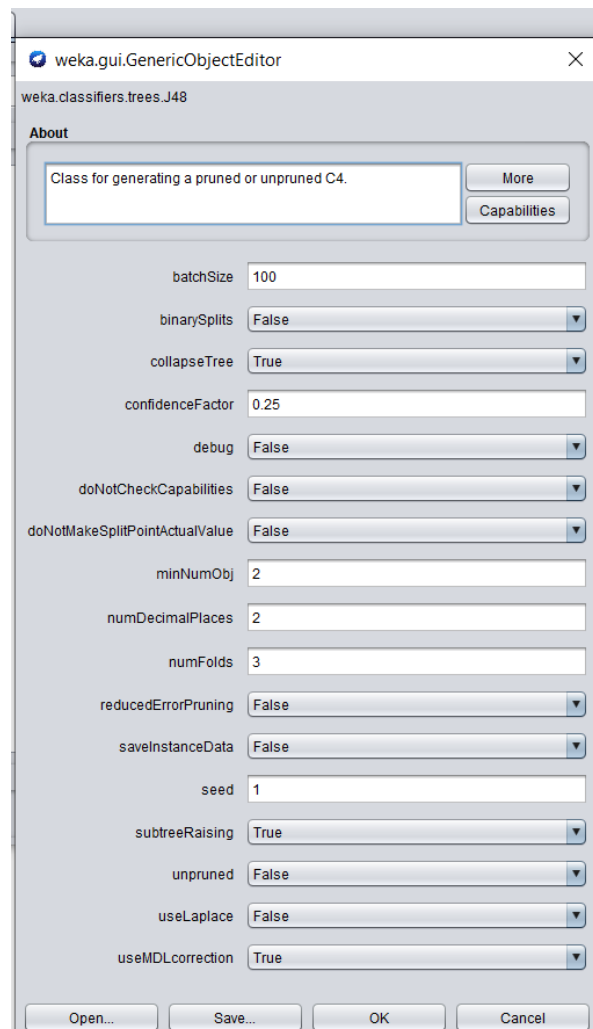 weka.gui.GenericObjectEditor
weka.classifiers.trees.J48
About
Class for generating a pruned or unpruned C4.
More
Capabilities
batchSize 100
binarySplits False
collapseTree True
confidenceFactor 0.25
debug False
doNotCheckCapabilities False
doNotMakeSplitPointActualValue False
minNumObj 2
numDecimalPlaces 2
numFolds 3
reducedErrorPruning False
saveInstanceData False
seed 1
subtreeRaising True
unpruned False
useLaplace False
useMDLcorrection True
Open... Save... OK Cancel